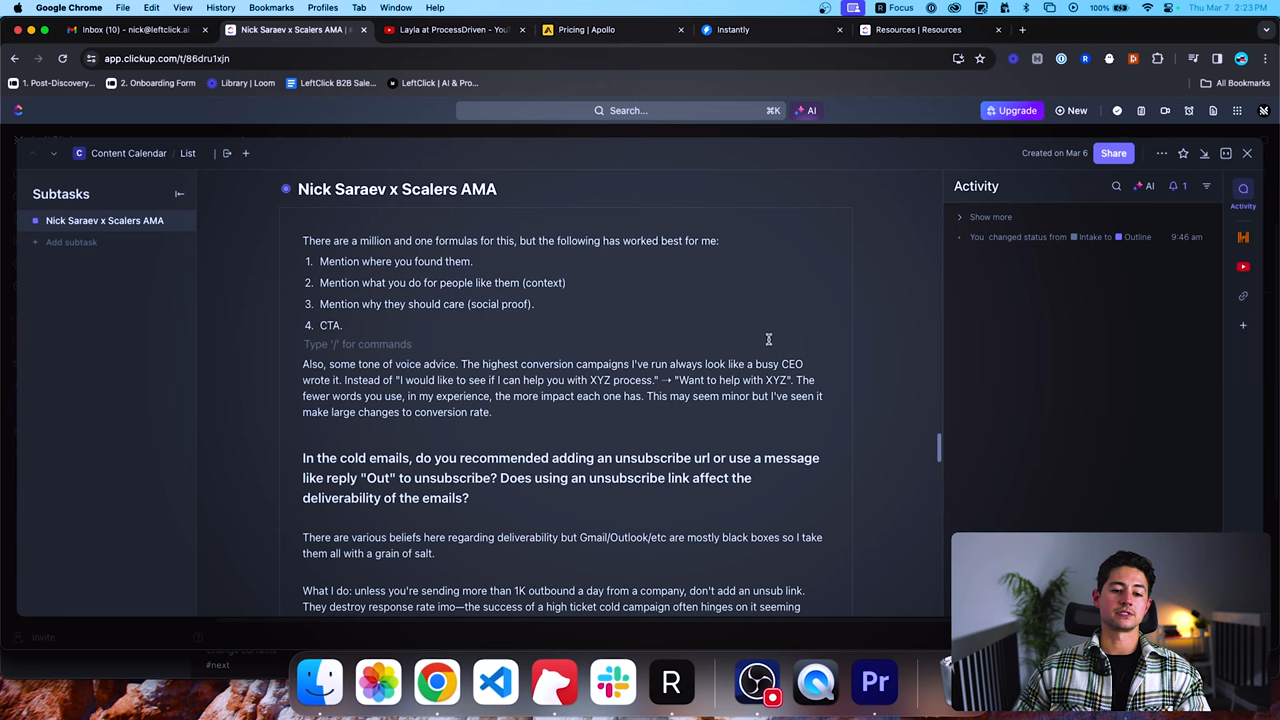 Google Chrome File Edit View History Bookmarks Profiles Tab Window Help
Focus 100% Thu Mar 7 2:23 PM
Inbox (10) - nick@leftclick.ai
Nick Saraev x Scalers AMA |
Layla at ProcessDriven - You
Pricing | Apollo
Instantly
Resources | Resources
app.clickup.com/t/86dru1xjn
1. Post-Discovery...
2. Onboarding Form
Library | Loom
LeftClick B2B Sale...
LeftClick | AI & Pro...
All Bookmarks
Search... ⌘K AI
Upgrade
New
Content Calendar / List
Created on Mar 6
Share
Subtasks
Nick Saraev x Scalers AMA
Add subtask
Nick Saraev x Scalers AMA
There are a million and one formulas for this, but the following has worked best for me:
1. Mention where you found them.
2. Mention what you do for people like them (context)
3. Mention why they should care (social proof).
4. CTA.
Type '/' for commands
Also, some tone of voice advice. The highest conversion campaigns I've run always look like a busy CEO
wrote it. Instead of "I would like to see if I can help you with XYZ process." → "Want to help with XYZ". The
fewer words you use, in my experience, the more impact each one has. This may seem minor but I've seen it
make large changes to conversion rate.
In the cold emails, do you recommended adding an unsubscribe url or use a message
like reply "Out" to unsubscribe? Does using an unsubscribe link affect the
deliverability of the emails?
There are various beliefs here regarding deliverability but Gmail/Outlook/etc are mostly black boxes so I take
them all with a grain of salt.
What I do: unless you're sending more than 1K outbound a day from a company, don't add an unsub link.
They destroy response rate imo—the success of a high ticket cold campaign often hinges on it seeming
Activity
AI
1
Show more
You changed status from Intake to Outline 9:46 am
Activity
Invite
#next
R
Pr